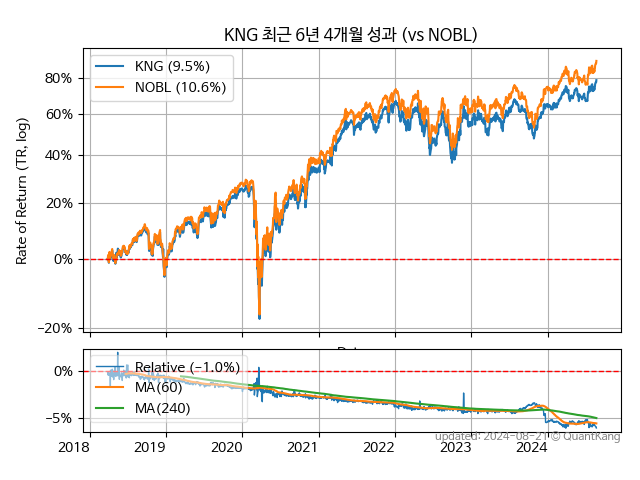 KNG 최근 6년 4개월 성과 (vs NOBL)
Rate of Return (TR, log)
80%
60%
40%
20%
0%
−20%
KNG (9.5%)
NOBL (10.6%)
0%
−5%
Relative (−1.0%)
MA(60)
MA(240)
2018 2019 2020 2021 2022 2023 2024
updated: 2024-08-21 © QuantKang